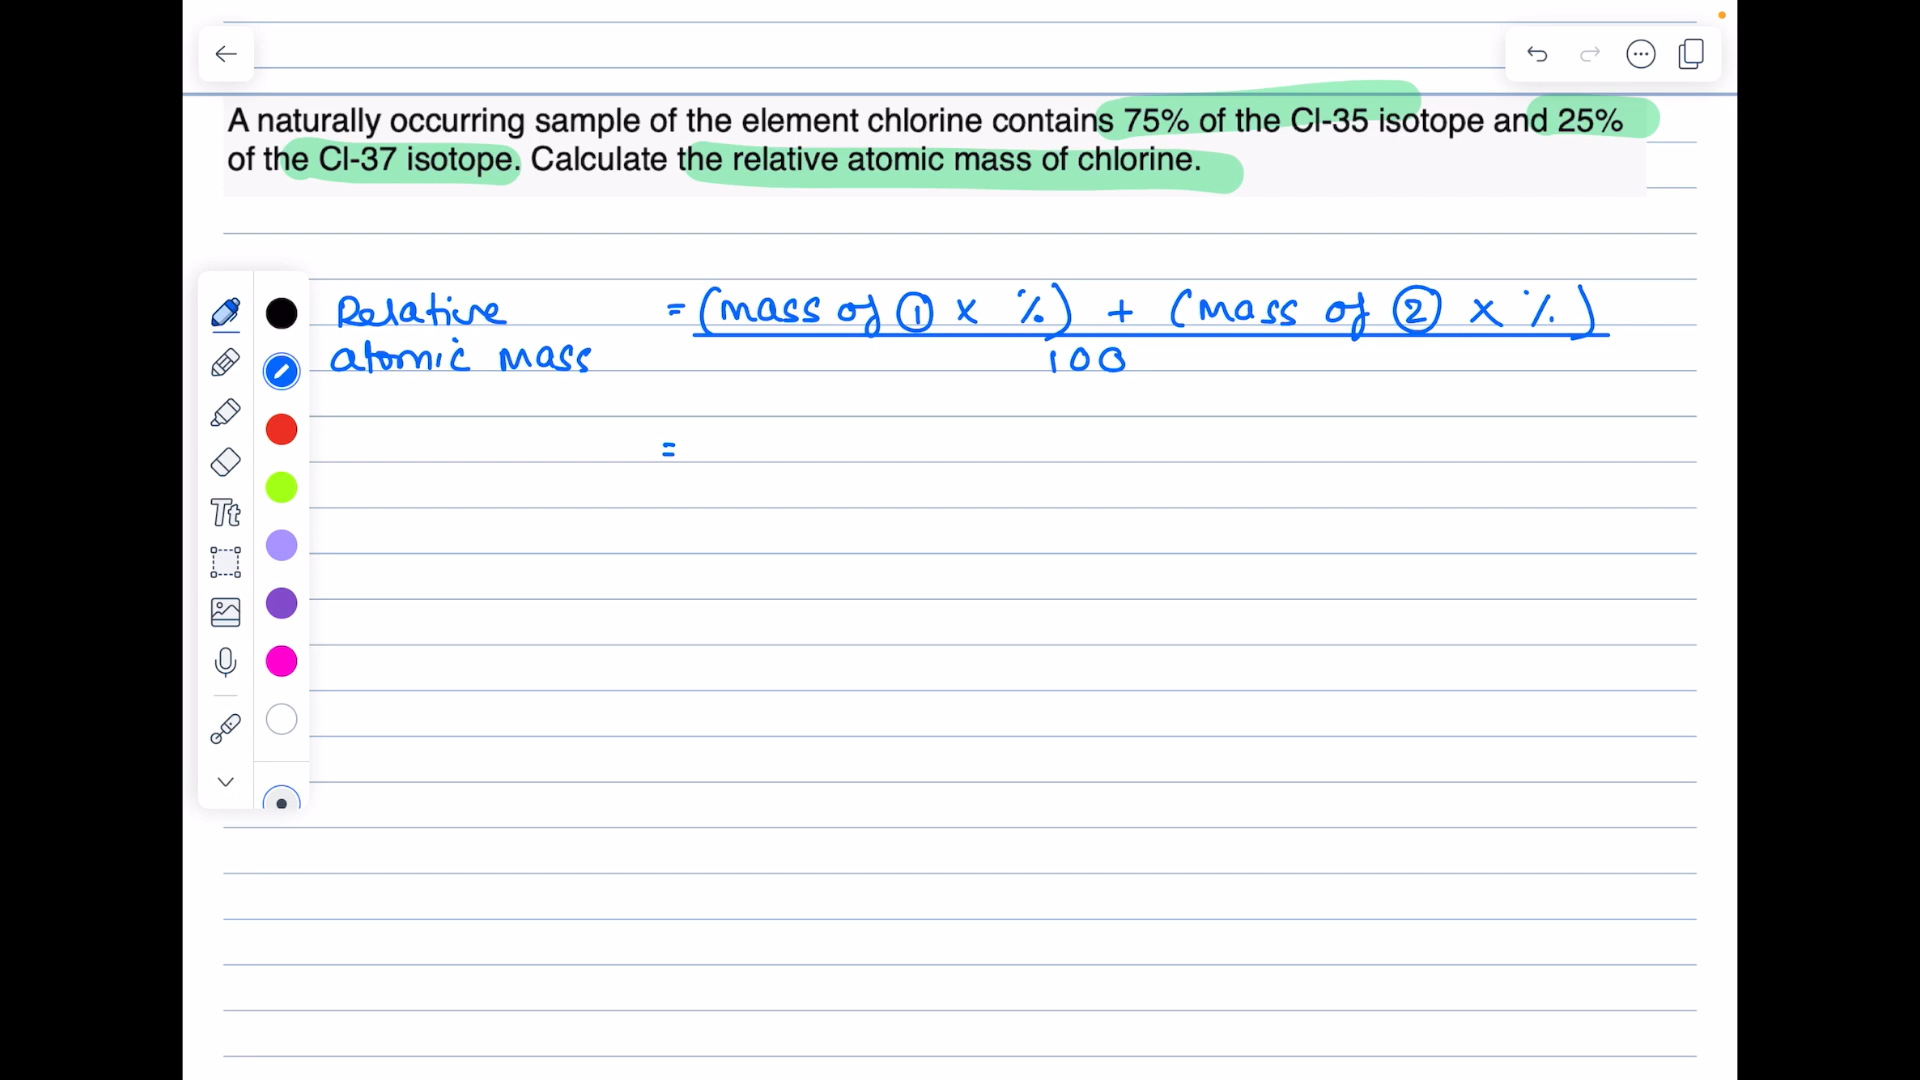 A naturally occurring sample of the element chlorine contains 75% of the Cl-35 isotope and 25%
of the Cl-37 isotope. Calculate the relative atomic mass of chlorine.
Relative = (mass of ① × %) + (mass of ② × %)
atomic mass 100
=
Tt